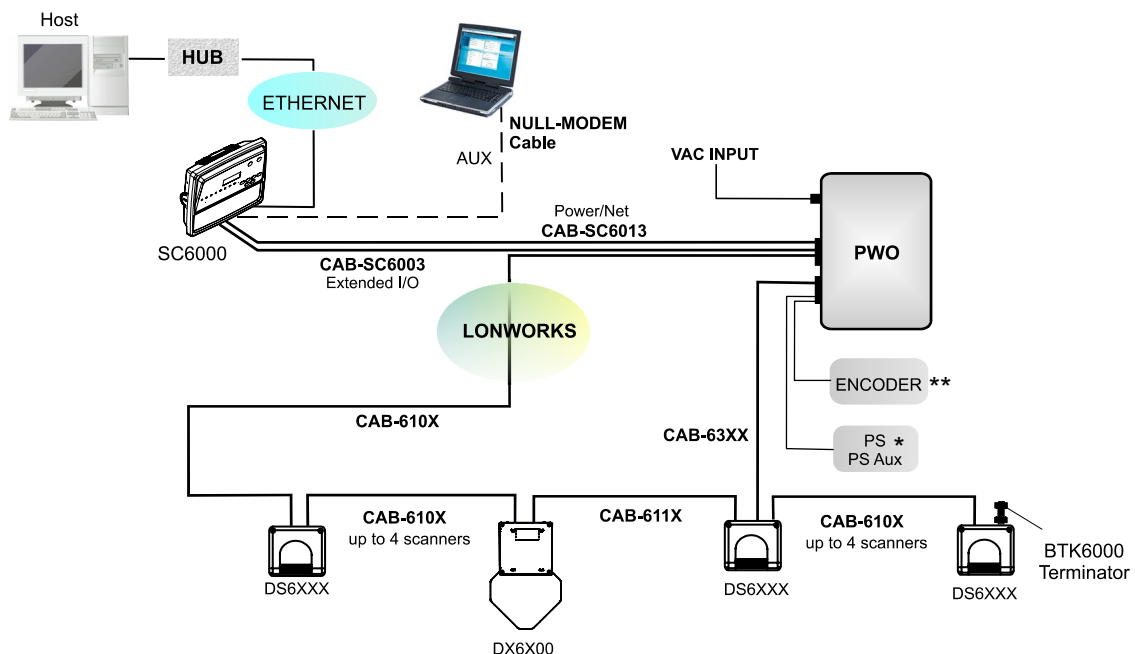 Host
HUB
ETHERNET
NULL-MODEM
Cable
AUX
VAC INPUT
SC6000
Power/Net
CAB-SC6013
CAB-SC6003
Extended I/O
PWO
LONWORKS
ENCODER **
CAB-610X
CAB-63XX
PS *
PS Aux
CAB-610X
up to 4 scanners
CAB-611X
CAB-610X
up to 4 scanners
BTK6000
Terminator
DS6XXX
DS6XXX
DS6XXX
DX6X00